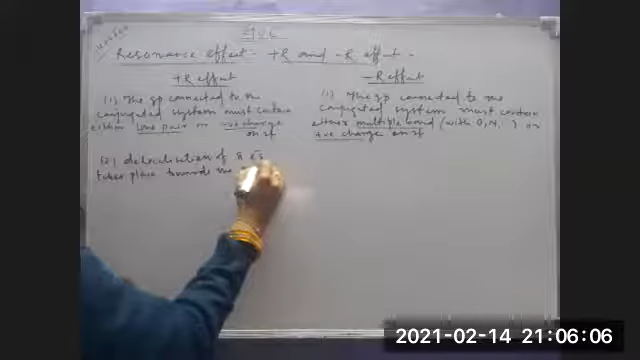 GOC
Resonance effect - +R and -R effect -
+R effect
(1) The gp connected to the
conjugated system must contain
either lone pair or -ve charge
on it
(2) delocalisation of π e⁻s
takes place towards the
-R effect
(1) The gp connected to the
conjugated system must contain
either multiple bond (with O, N, ) or
+ve charge on it
2021-02-14 21:06:06